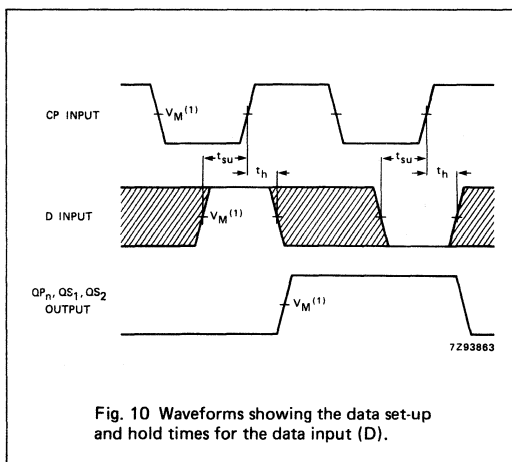 CP INPUT
V_M (1)
t_su
t_h
t_su
t_h
D INPUT
V_M (1)
QP_n, QS_1, QS_2
OUTPUT
V_M (1)
7Z93863
Fig. 10 Waveforms showing the data set-up
and hold times for the data input (D).